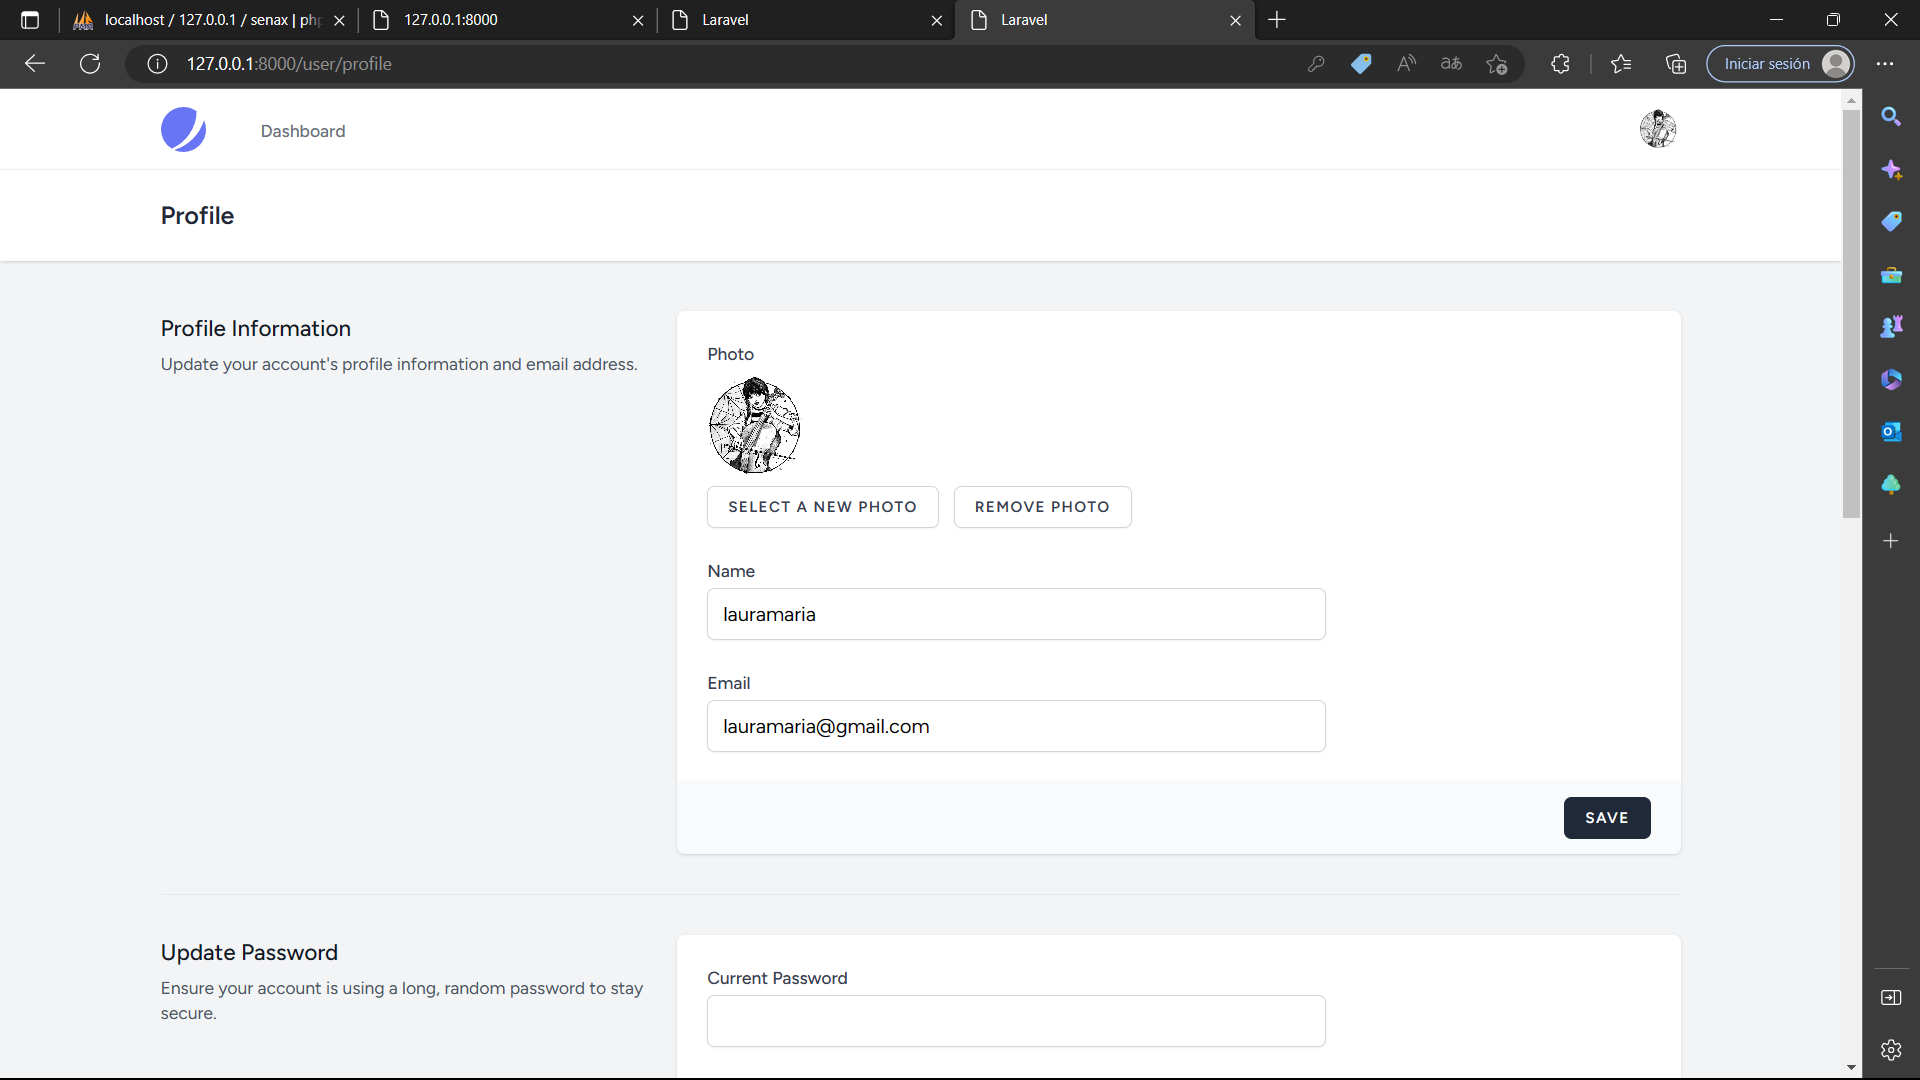 localhost / 127.0.0.1 / senax | php
127.0.0.1:8000
Laravel
Laravel
127.0.0.1:8000/user/profile
Iniciar sesión
Dashboard
Profile
Profile Information
Update your account's profile information and email address.
Photo
SELECT A NEW PHOTO
REMOVE PHOTO
Name
lauramaria
Email
lauramaria@gmail.com
SAVE
Update Password
Ensure your account is using a long, random password to stay
secure.
Current Password